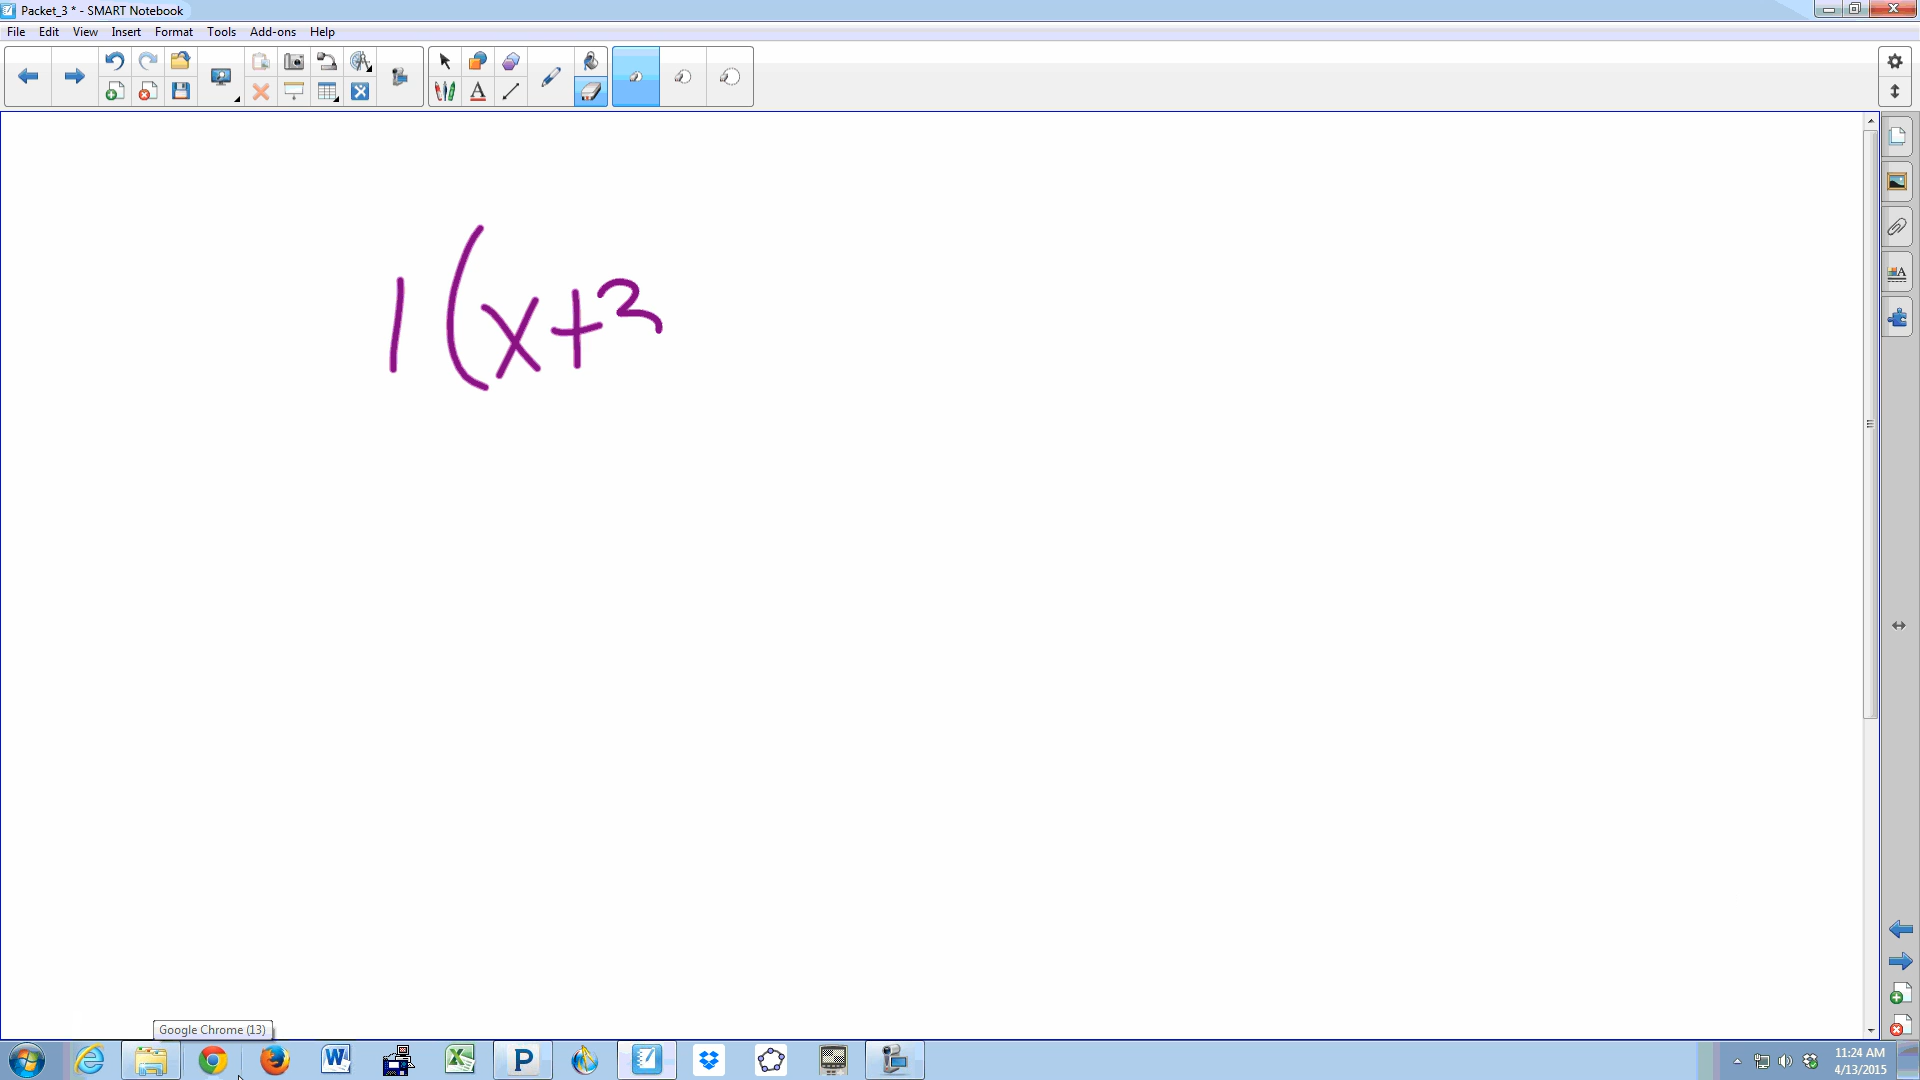 Packet_3 * - SMART Notebook
File Edit View Insert Format Tools Add-ons Help
1 (x+3
Google Chrome (13)
11:24 AM
4/13/2015